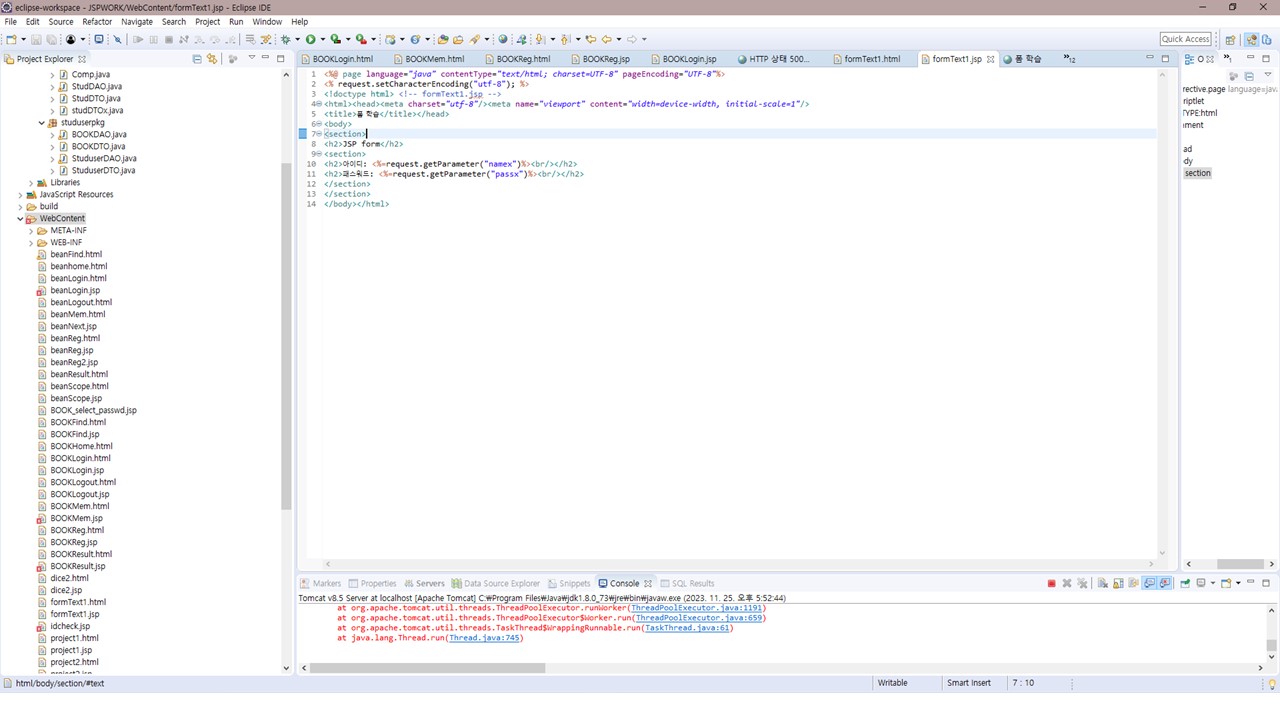 eclipse-workspace - JSPWORK/WebContent/formText1.jsp - Eclipse IDE
File Edit Source Refactor Navigate Search Project Run Window Help
Quick Access
Project Explorer
BOOKLogin.html BOOKMem.html BOOKReg.html BOOKReg.jsp BOOKLogin.jsp HTTP 상태 500... formText1.html formText1.jsp 폼 학습 »12
Comp.java
StudDAO.java
StudDTO.java
studDTOx.java
studuserpkg
BOOKDAO.java
BOOKDTO.java
StuduserDAO.java
StuduserDTO.java
Libraries
JavaScript Resources
build
WebContent
META-INF
WEB-INF
beanFind.html
beanhome.html
beanLogin.html
beanLogin.jsp
beanLogout.html
beanMem.html
beanNext.jsp
beanReg.html
beanReg.jsp
beanReg2.jsp
beanResult.html
beanScope.html
beanScope.jsp
BOOK_select_passwd.jsp
BOOKFind.html
BOOKFind.jsp
BOOKHome.html
BOOKLogin.html
BOOKLogin.jsp
BOOKLogout.html
BOOKLogout.jsp
BOOKMem.html
BOOKMem.jsp
BOOKReg.html
BOOKReg.jsp
BOOKResult.html
BOOKResult.jsp
dice2.html
dice2.jsp
formText1.html
formText1.jsp
idcheck.jsp
project1.html
project1.jsp
project2.html
project2.jsp
1 <%@ page language="java" contentType="text/html; charset=UTF-8" pageEncoding="UTF-8"%>
2 <% request.setCharacterEncoding("utf-8"); %>
3 <!doctype html> <!-- formText1.jsp -->
4 <html><head><meta charset="utf-8"/><meta name="viewport" content="width=device-width, initial-scale=1"/>
5 <title>폼 학습</title></head>
6 <body>
7 <section>
8 <h2>JSP form</h2>
9 <section>
10 <h2>아이디: <%=request.getParameter("namex")%><br/></h2>
11 <h2>패스워드: <%=request.getParameter("passx")%><br/></h2>
12 </section>
13 </section>
14 </body></html>
rective.page language=jav
riptlet
YPE:html
ment
ad
dy
section
Markers Properties Servers Data Source Explorer Snippets Console SQL Results
Tomcat v8.5 Server at localhost [Apache Tomcat] C:\Program Files\Java\jdk1.8.0_73\jre\bin\javaw.exe (2023. 11. 25. 오후 5:52:44)
at org.apache.tomcat.util.threads.ThreadPoolExecutor.runWorker(ThreadPoolExecutor.java:1191)
at org.apache.tomcat.util.threads.ThreadPoolExecutor$Worker.run(ThreadPoolExecutor.java:659)
at org.apache.tomcat.util.threads.TaskThread$WrappingRunnable.run(TaskThread.java:61)
at java.lang.Thread.run(Thread.java:745)
html/body/section/#text
Writable Smart Insert 7 : 10